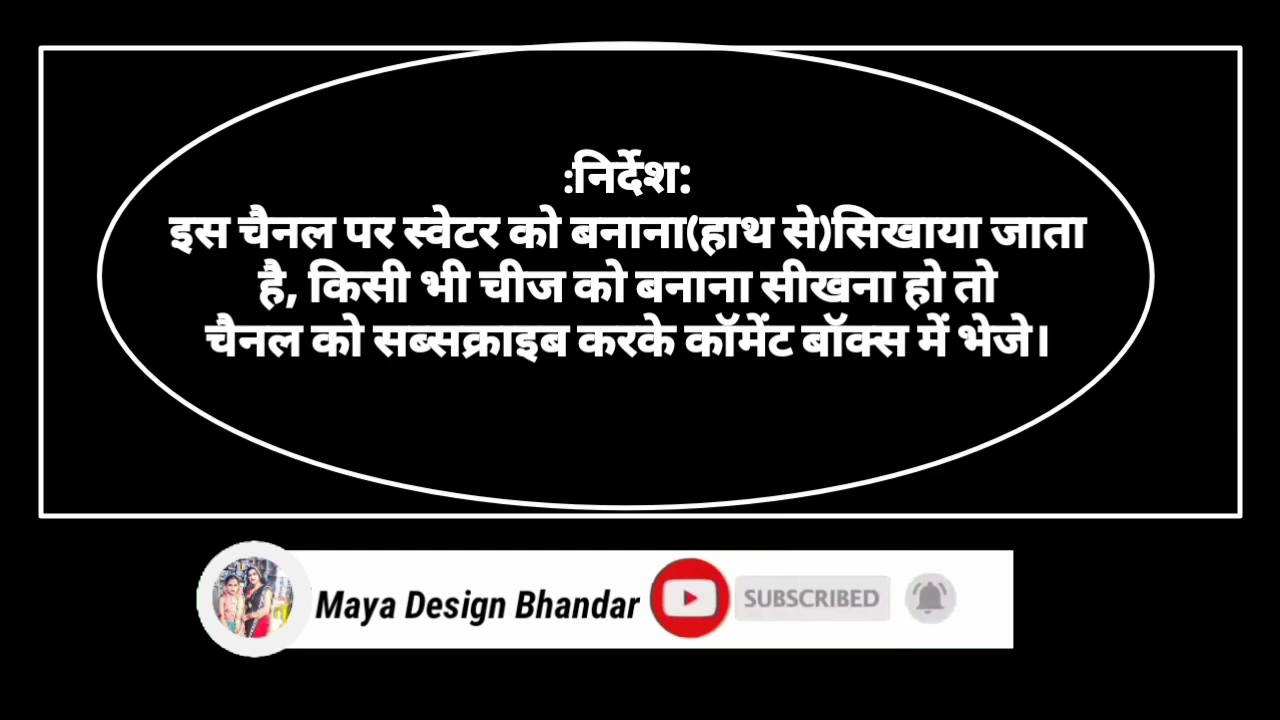 :निर्देश:
इस चैनल पर स्वेटर को बनाना(हाथ से)सिखाया जाता
है, किसी भी चीज को बनाना सीखना हो तो
चैनल को सब्सक्राइब करके कॉमेंट बॉक्स में भेजे।
Maya Design Bhandar SUBSCRIBED